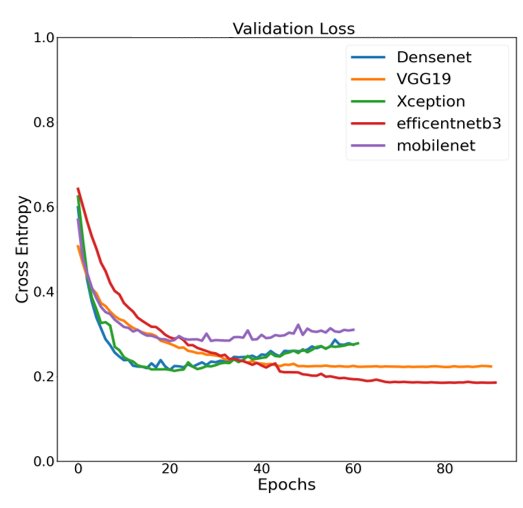 Validation Loss
1.0
0.8
0.6
0.4
0.2
0.0
Cross Entropy
Densenet
VGG19
Xception
efficentnetb3
mobilenet
0 20 40 60 80
Epochs